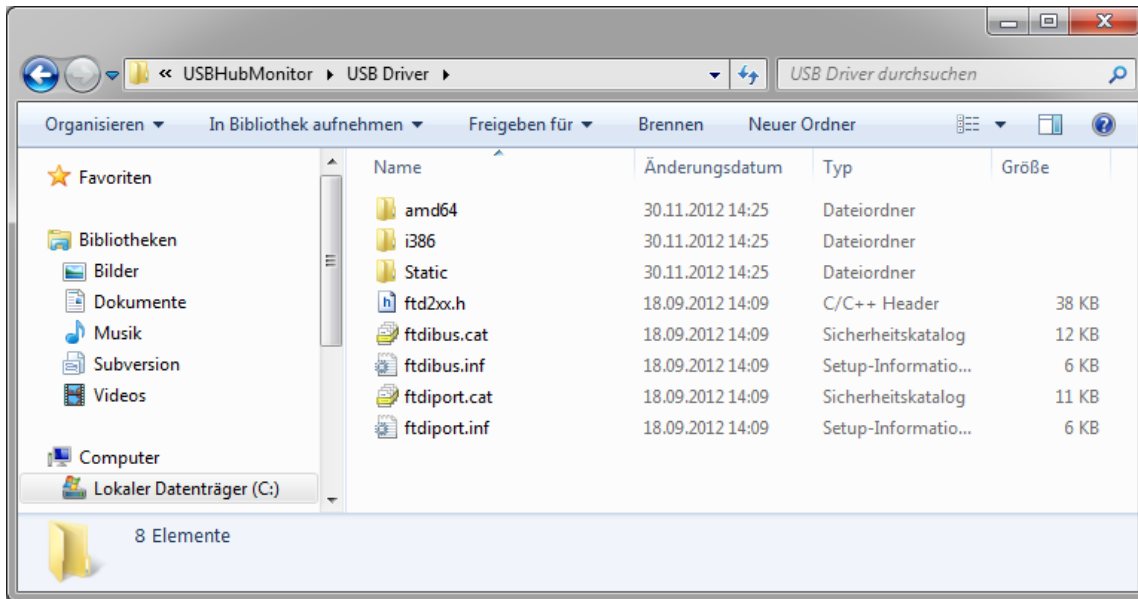 « USBHubMonitor ▸ USB Driver ▸ USB Driver durchsuchen
Organisieren In Bibliothek aufnehmen Freigeben für Brennen Neuer Ordner
Favoriten
Bibliotheken
Bilder
Dokumente
Musik
Subversion
Videos
Computer
Lokaler Datenträger (C:)
Name Änderungsdatum Typ Größe
amd64 30.11.2012 14:25 Dateiordner
i386 30.11.2012 14:25 Dateiordner
Static 30.11.2012 14:25 Dateiordner
ftd2xx.h 18.09.2012 14:09 C/C++ Header 38 KB
ftdibus.cat 18.09.2012 14:09 Sicherheitskatalog 12 KB
ftdibus.inf 18.09.2012 14:09 Setup-Informatio... 6 KB
ftdiport.cat 18.09.2012 14:09 Sicherheitskatalog 11 KB
ftdiport.inf 18.09.2012 14:09 Setup-Informatio... 6 KB
8 Elemente